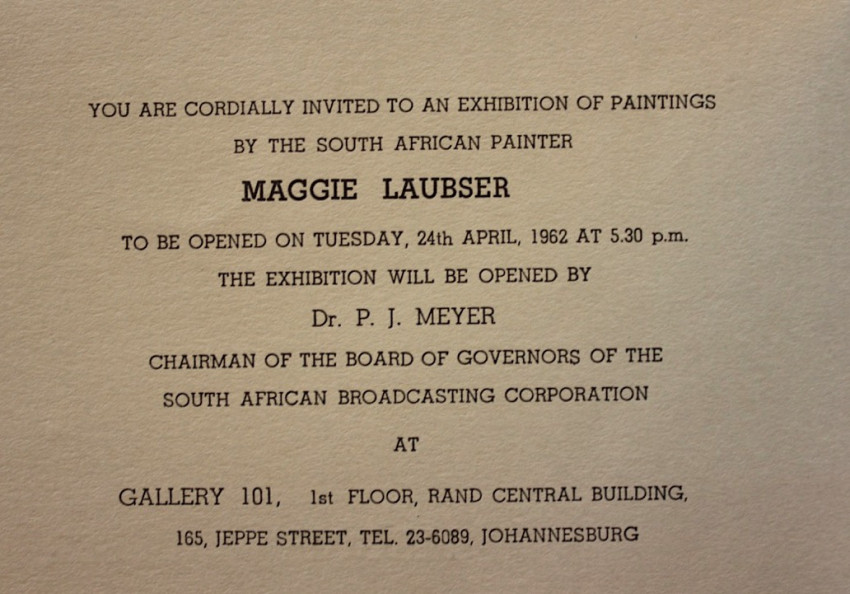 YOU ARE CORDIALLY INVITED TO AN EXHIBITION OF PAINTINGS
BY THE SOUTH AFRICAN PAINTER
MAGGIE LAUBSER
TO BE OPENED ON TUESDAY, 24th APRIL, 1962 AT 5.30 p.m.
THE EXHIBITION WILL BE OPENED BY
Dr. P. J. MEYER
CHAIRMAN OF THE BOARD OF GOVERNORS OF THE
SOUTH AFRICAN BROADCASTING CORPORATION
AT
GALLERY 101, 1st FLOOR, RAND CENTRAL BUILDING,
165, JEPPE STREET, TEL. 23-6089, JOHANNESBURG